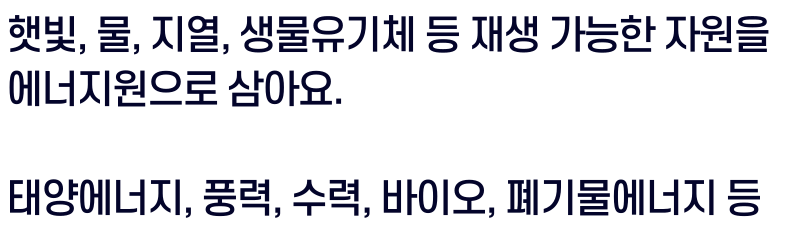 햇빛, 물, 지열, 생물유기체 등 재생 가능한 자원을
에너지원으로 삼아요.
태양에너지, 풍력, 수력, 바이오, 폐기물에너지 등